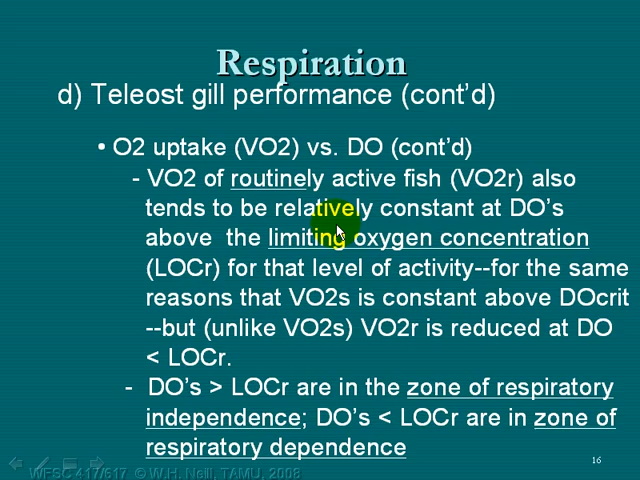 Respiration
d) Teleost gill performance (cont'd)
• O2 uptake (VO2) vs. DO (cont'd)
- VO2 of routinely active fish (VO2r) also
tends to be relatively constant at DO's
above the limiting oxygen concentration
(LOCr) for that level of activity--for the same
reasons that VO2s is constant above DOcrit
--but (unlike VO2s) VO2r is reduced at DO
< LOCr.
- DO's > LOCr are in the zone of respiratory
independence; DO's < LOCr are in zone of
respiratory dependence
16
WFSC 417/617 © W.H. Neill, TAMU, 2008